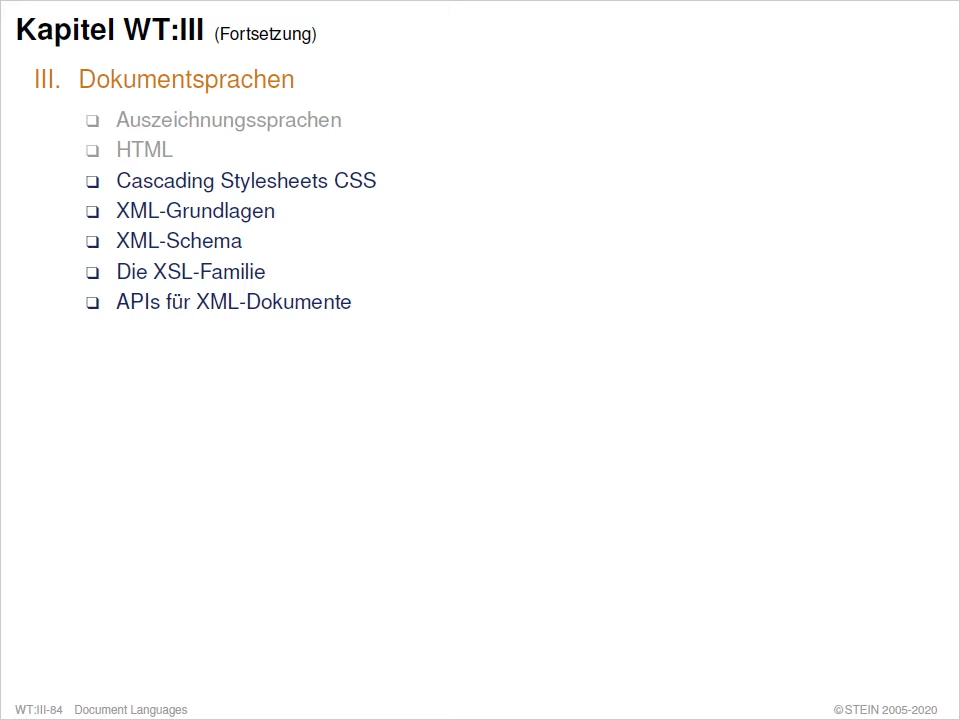 Kapitel WT:III (Fortsetzung)
III. Dokumentsprachen
❑ Auszeichnungssprachen
❑ HTML
❑ Cascading Stylesheets CSS
❑ XML-Grundlagen
❑ XML-Schema
❑ Die XSL-Familie
❑ APIs für XML-Dokumente
WT:III-84 Document Languages ©STEIN 2005-2020